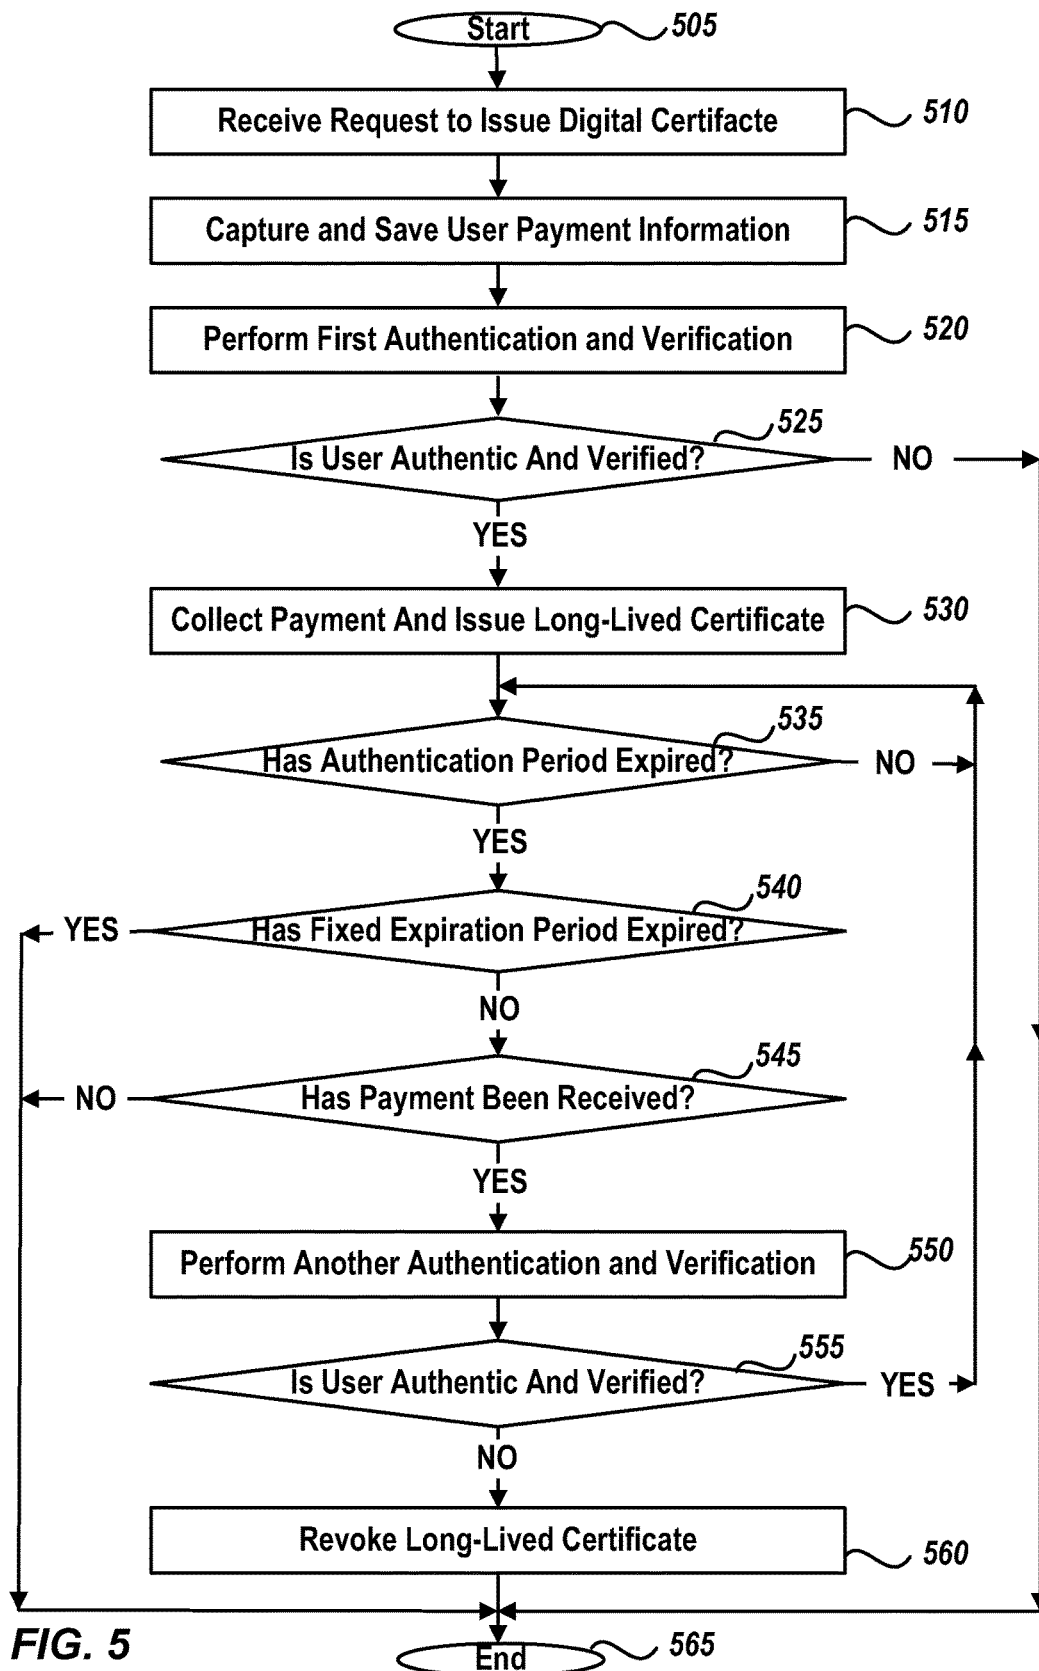 Start
505
Receive Request to Issue Digital Certifacte
510
Capture and Save User Payment Information
515
Perform First Authentication and Verification
520
525
Is User Authentic And Verified?
NO
YES
Collect Payment And Issue Long-Lived Certificate
530
535
Has Authentication Period Expired?
NO
YES
540
YES
Has Fixed Expiration Period Expired?
NO
545
NO
Has Payment Been Received?
YES
Perform Another Authentication and Verification
550
555
Is User Authentic And Verified?
YES
NO
Revoke Long-Lived Certificate
560
FIG. 5
End
565